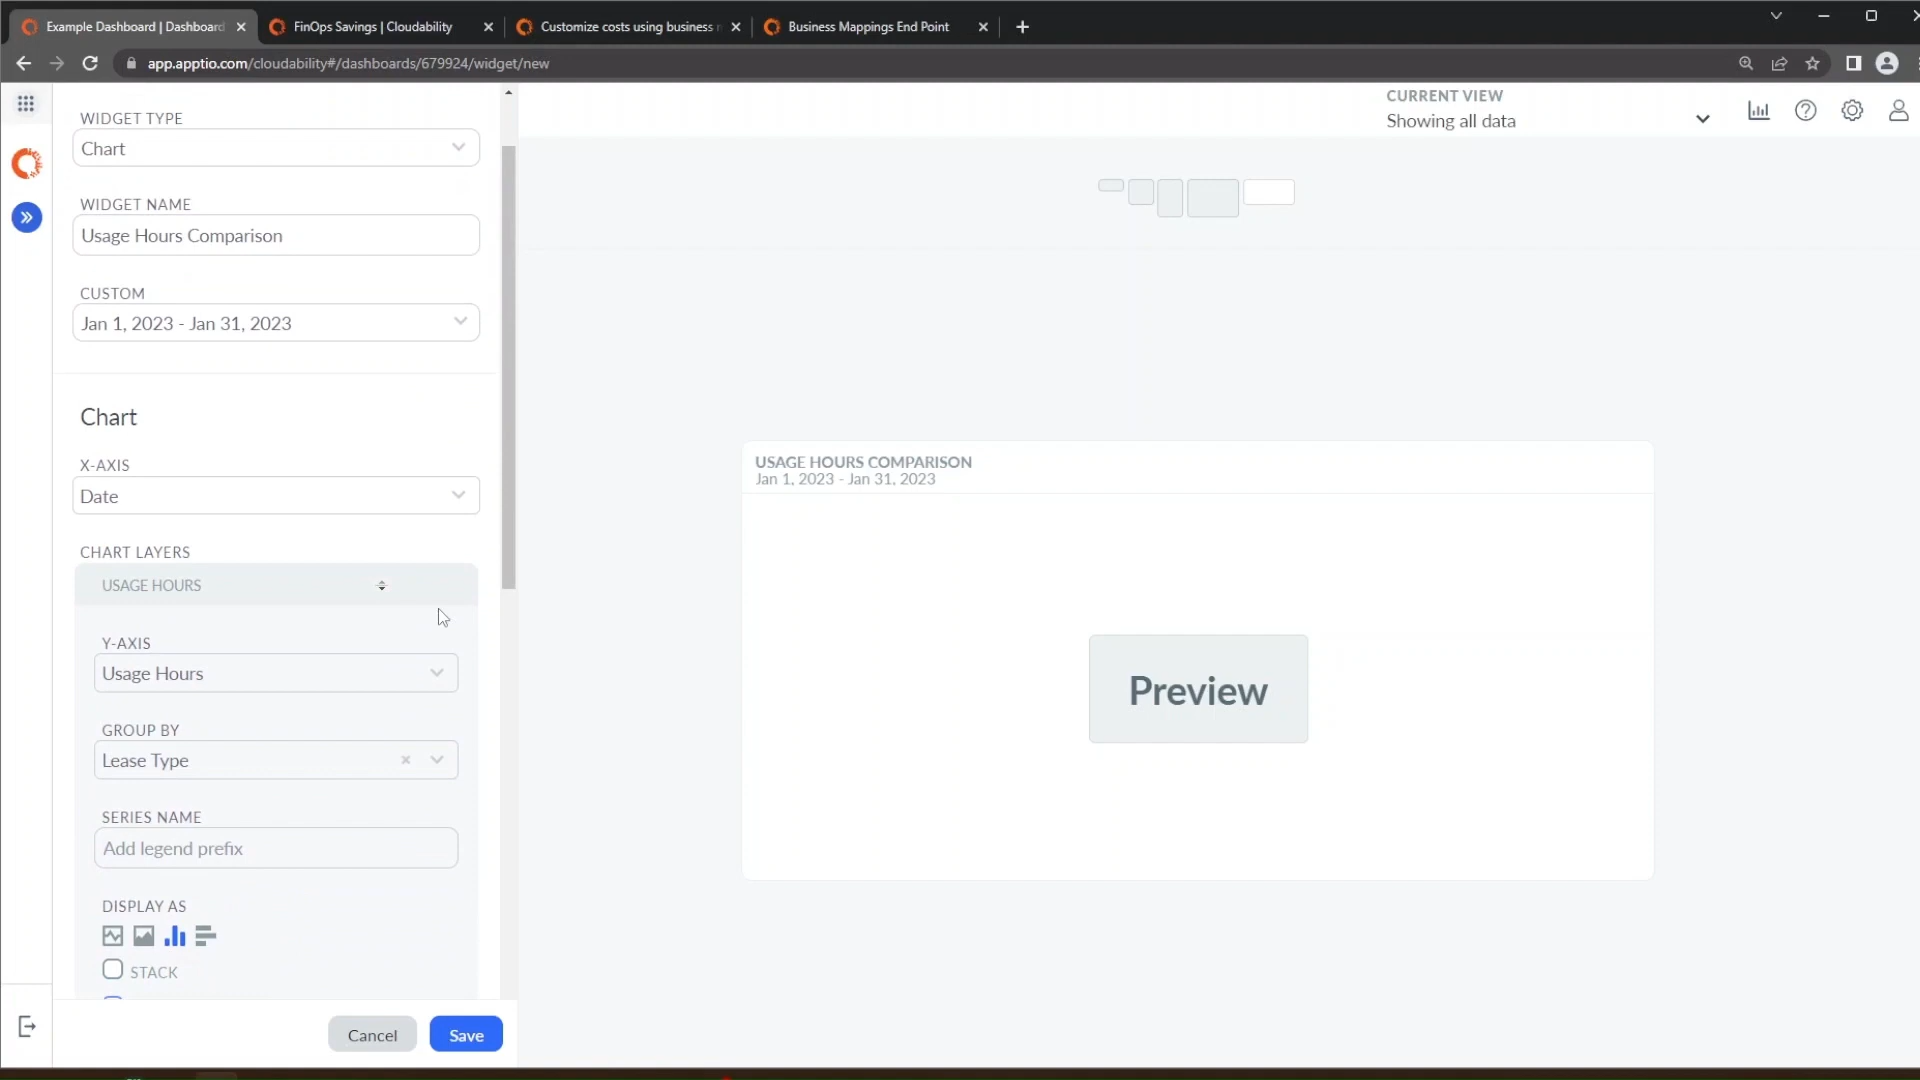 Example Dashboard | Dashboard
FinOps Savings | Cloudability
Customize costs using business
Business Mappings End Point
app.apptio.com/cloudability#/dashboards/679924/widget/new
CURRENT VIEW
Showing all data
WIDGET TYPE
Chart
WIDGET NAME
Usage Hours Comparison
CUSTOM
Jan 1, 2023 - Jan 31, 2023
Chart
X-AXIS
Date
CHART LAYERS
USAGE HOURS
Y-AXIS
Usage Hours
GROUP BY
Lease Type
SERIES NAME
Add legend prefix
DISPLAY AS
STACK
Cancel
Save
USAGE HOURS COMPARISON
Jan 1, 2023 - Jan 31, 2023
Preview